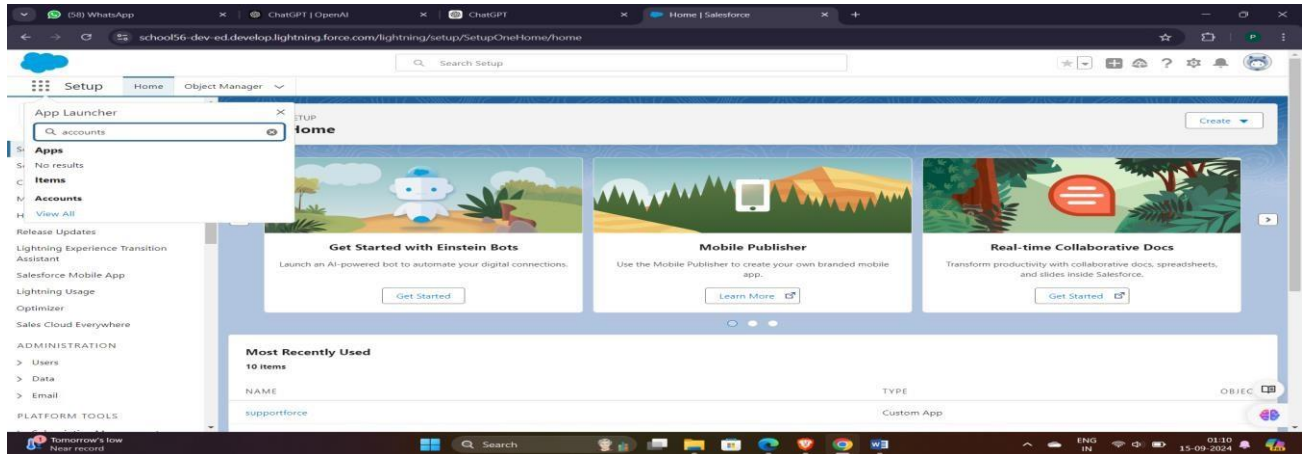 (58) WhatsApp
ChatGPT | OpenAI
ChatGPT
Home | Salesforce
school56-dev-ed.develop.lightning.force.com/lightning/setup/SetupOneHome/home
P
Search Setup
Setup
Home
Object Manager
App Launcher
accounts
Apps
No results
Items
Accounts
View All
SETUP
Home
Create
Release Updates
Lightning Experience Transition
Assistant
Salesforce Mobile App
Lightning Usage
Optimizer
Sales Cloud Everywhere
ADMINISTRATION
Users
Data
Email
PLATFORM TOOLS
Get Started with Einstein Bots
Launch an AI-powered bot to automate your digital connections.
Get Started
Mobile Publisher
Use the Mobile Publisher to create your own branded mobile
app.
Learn More
Real-time Collaborative Docs
Transform productivity with collaborative docs, spreadsheets,
and slides inside Salesforce.
Get Started
Most Recently Used
10 items
NAME
TYPE
OBJEC
supportforce
Custom App
Tomorrow's low
Near record
Search
ENG
IN
01:10
15-09-2024